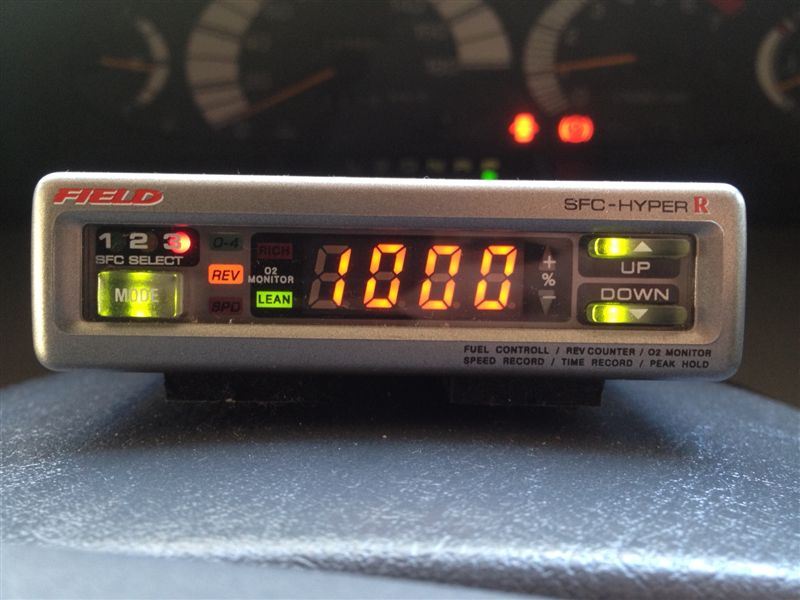 FIELD
SFC-HYPER R
1 2 3
SFC SELECT
MODE
0-4
REV
SPD
RICH
O2
MONITOR
LEAN
1000
+
%
−
UP
DOWN
FUEL CONTROLL / REV COUNTER / O2 MONITOR
SPEED RECORD / TIME RECORD / PEAK HOLD